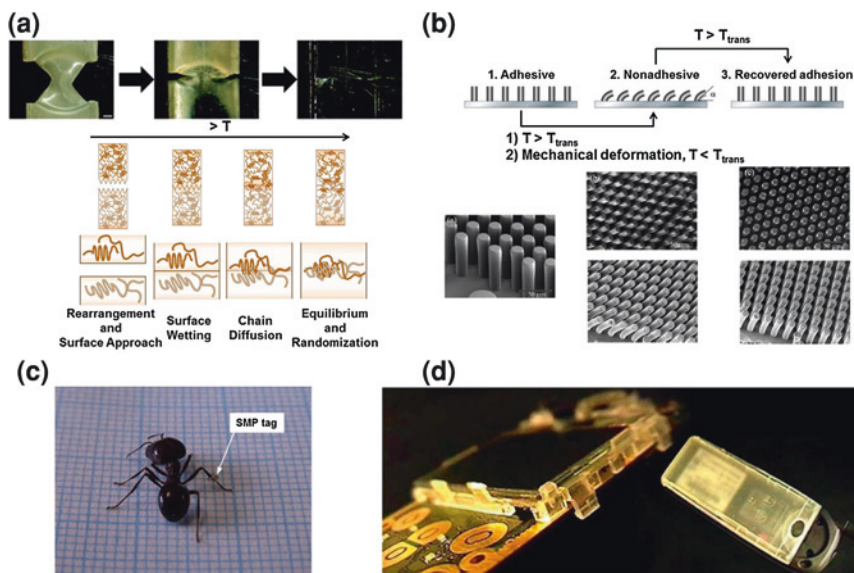 (a)
> T
Rearrangement
and
Surface Approach
Surface
Wetting
Chain
Diffusion
Equilibrium
and
Randomization
(b)
T > Ttrans
1. Adhesive
2. Nonadhesive
3. Recovered adhesion
α
1) T > Ttrans
2) Mechanical deformation, T < Ttrans
(c)
SMP tag
(d)